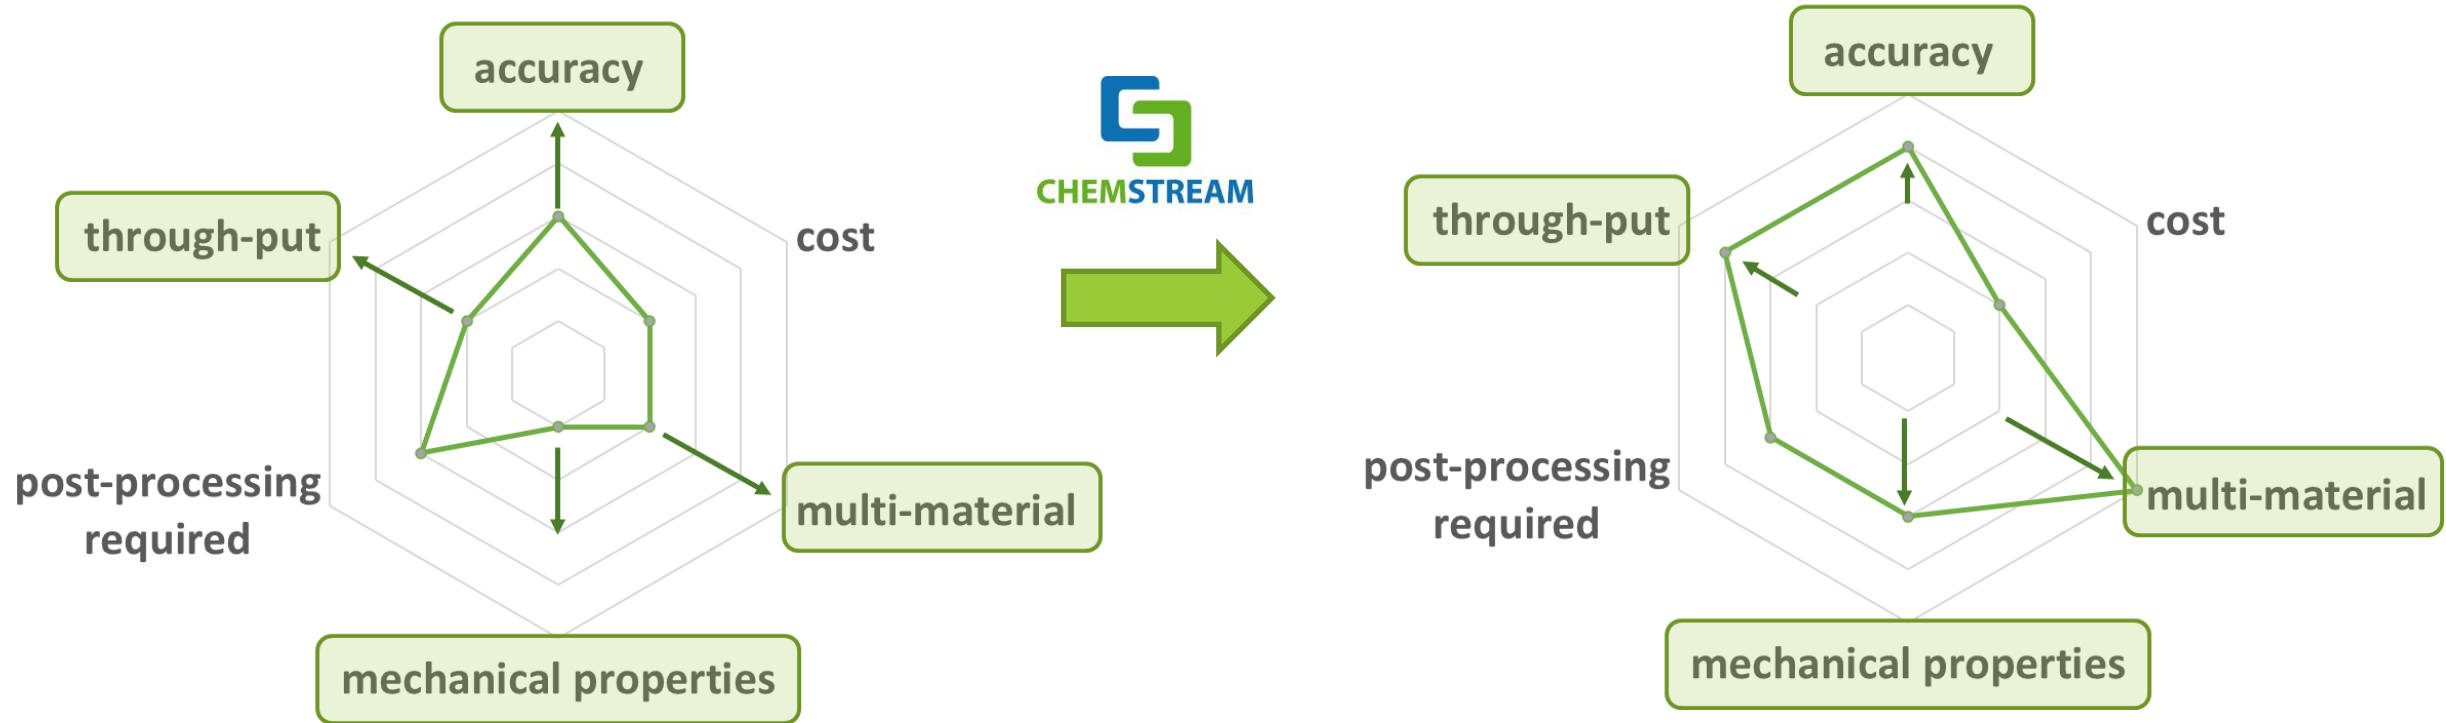 accuracy
through-put
cost
post-processing
required
multi-material
mechanical properties
CHEMSTREAM
accuracy
through-put
cost
post-processing
required
multi-material
mechanical properties